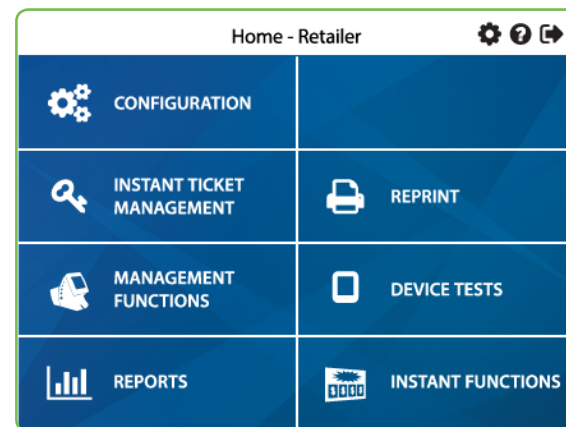 Home - Retailer
CONFIGURATION
INSTANT TICKET
MANAGEMENT
REPRINT
MANAGEMENT
FUNCTIONS
DEVICE TESTS
REPORTS
INSTANT FUNCTIONS